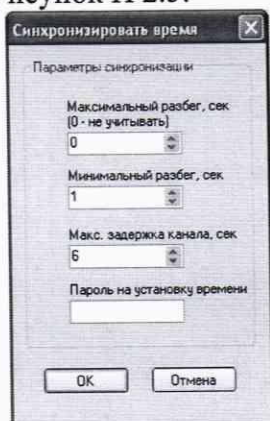 Синхронизировать время
Параметры синхронизации
Максимальный разбег, сек
(0 - не учитывать)
0
Минимальный разбег, сек
1
Макс. задержка канала, сек
6
Пароль на установку времени
OK Отмена